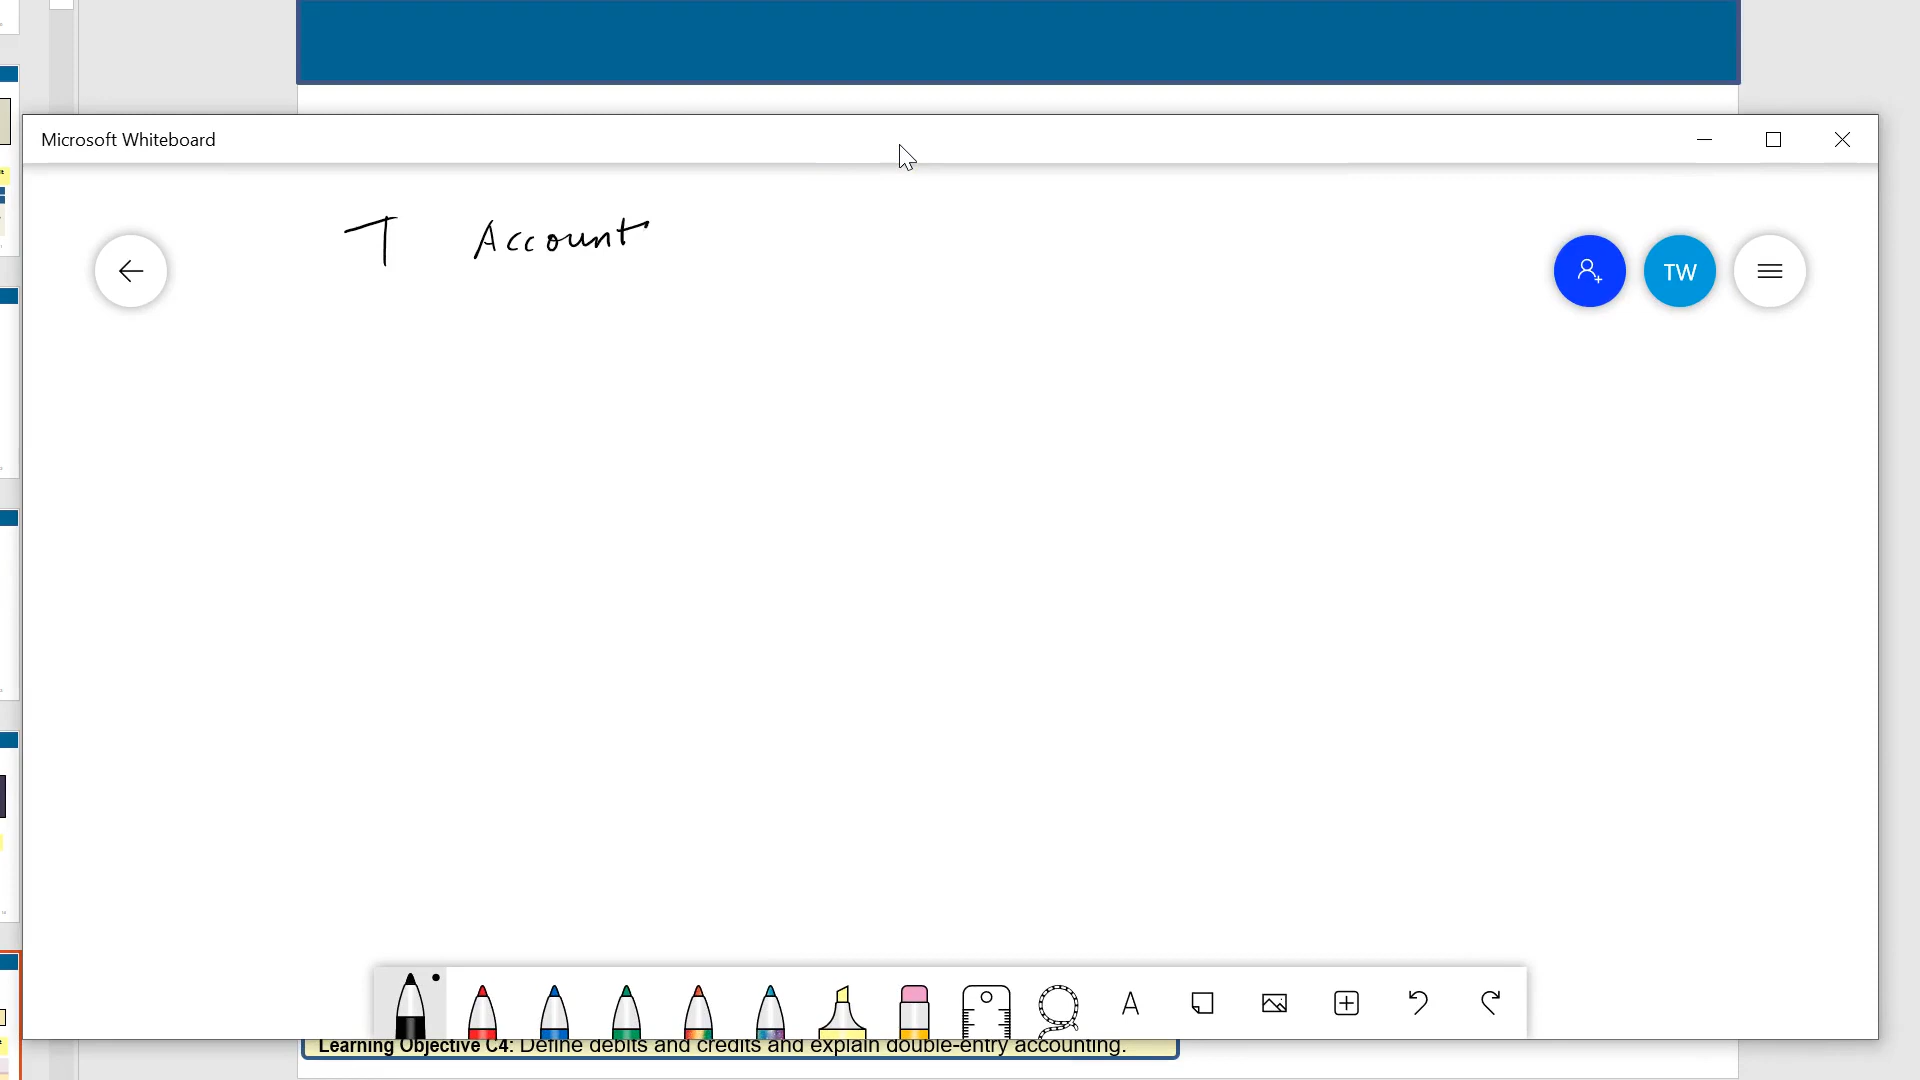 Microsoft Whiteboard
T Account
TW
Learning Objective C4: Define debits and credits and explain double-entry accounting.